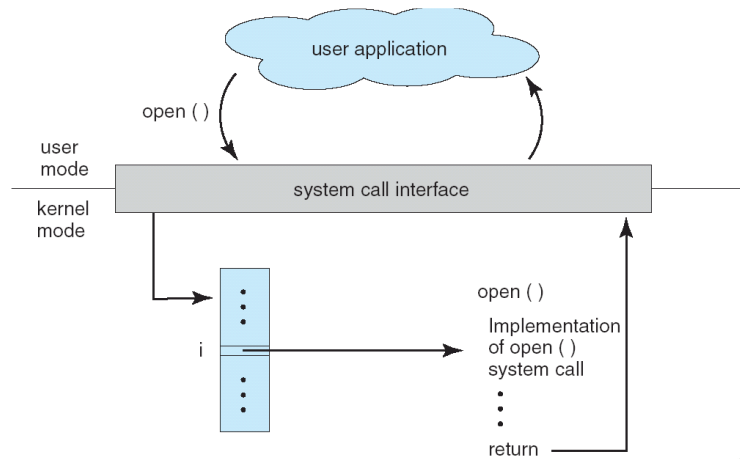 user application
open ( )
user
mode
system call interface
kernel
mode
open ( )
Implementation
of open ( )
system call
i
return